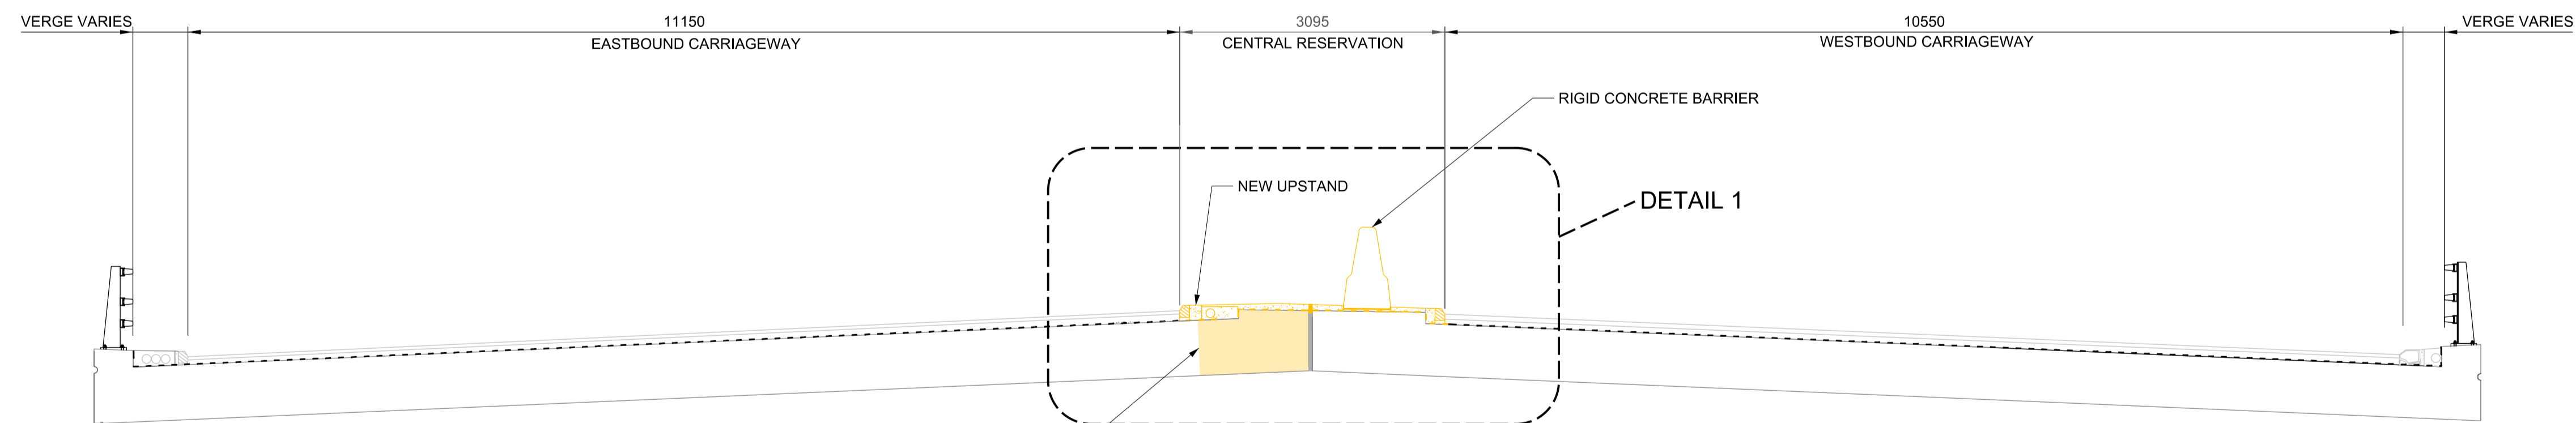 VERGE VARIES
11150
EASTBOUND CARRIAGEWAY
3095
CENTRAL RESERVATION
10550
WESTBOUND CARRIAGEWAY
VERGE VARIES
RIGID CONCRETE BARRIER
NEW UPSTAND
DETAIL 1